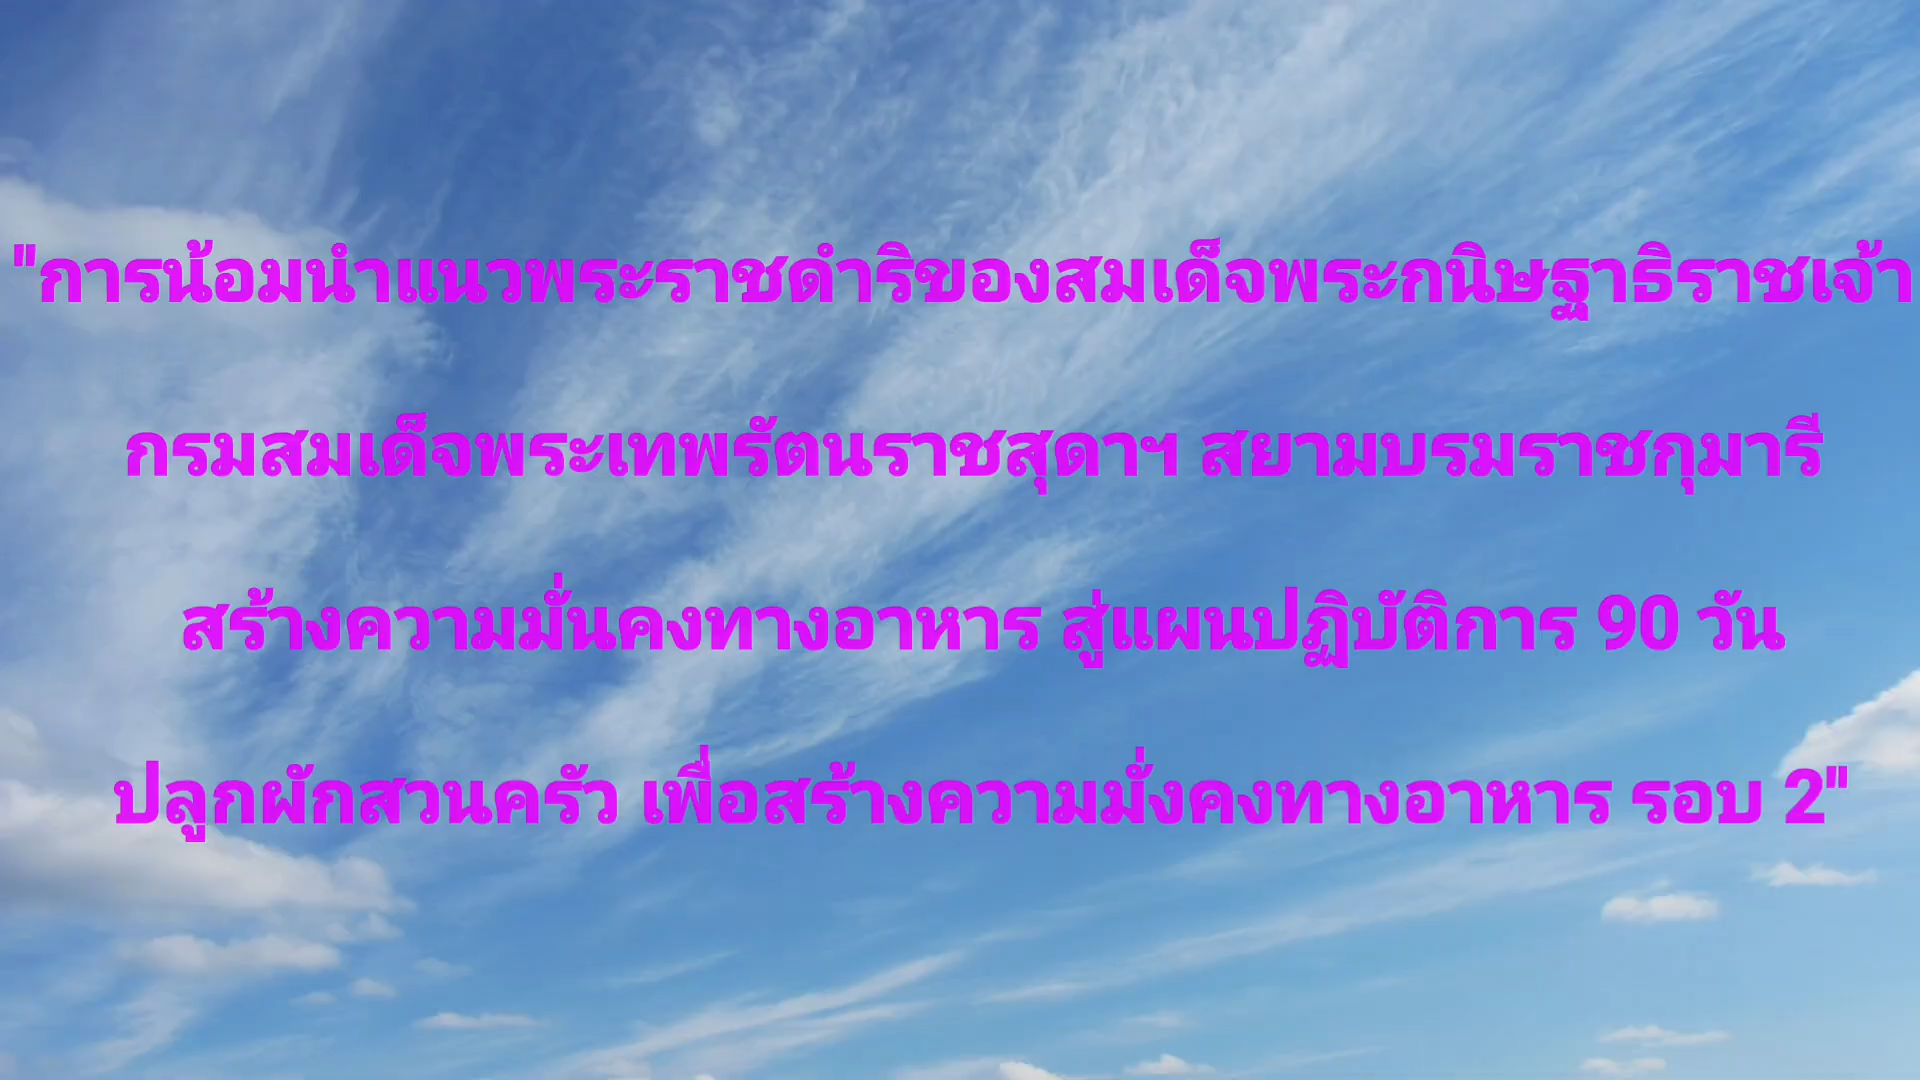 "การน้อมนำแนวพระราชดำริของสมเด็จพระกนิษฐาธิราชเจ้า
กรมสมเด็จพระเทพรัตนราชสุดาฯ สยามบรมราชกุมารี
สร้างความมั่นคงทางอาหาร สู่แผนปฏิบัติการ 90 วัน
ปลูกผักสวนครัว เพื่อสร้างความมั่งคงทางอาหาร รอบ 2"